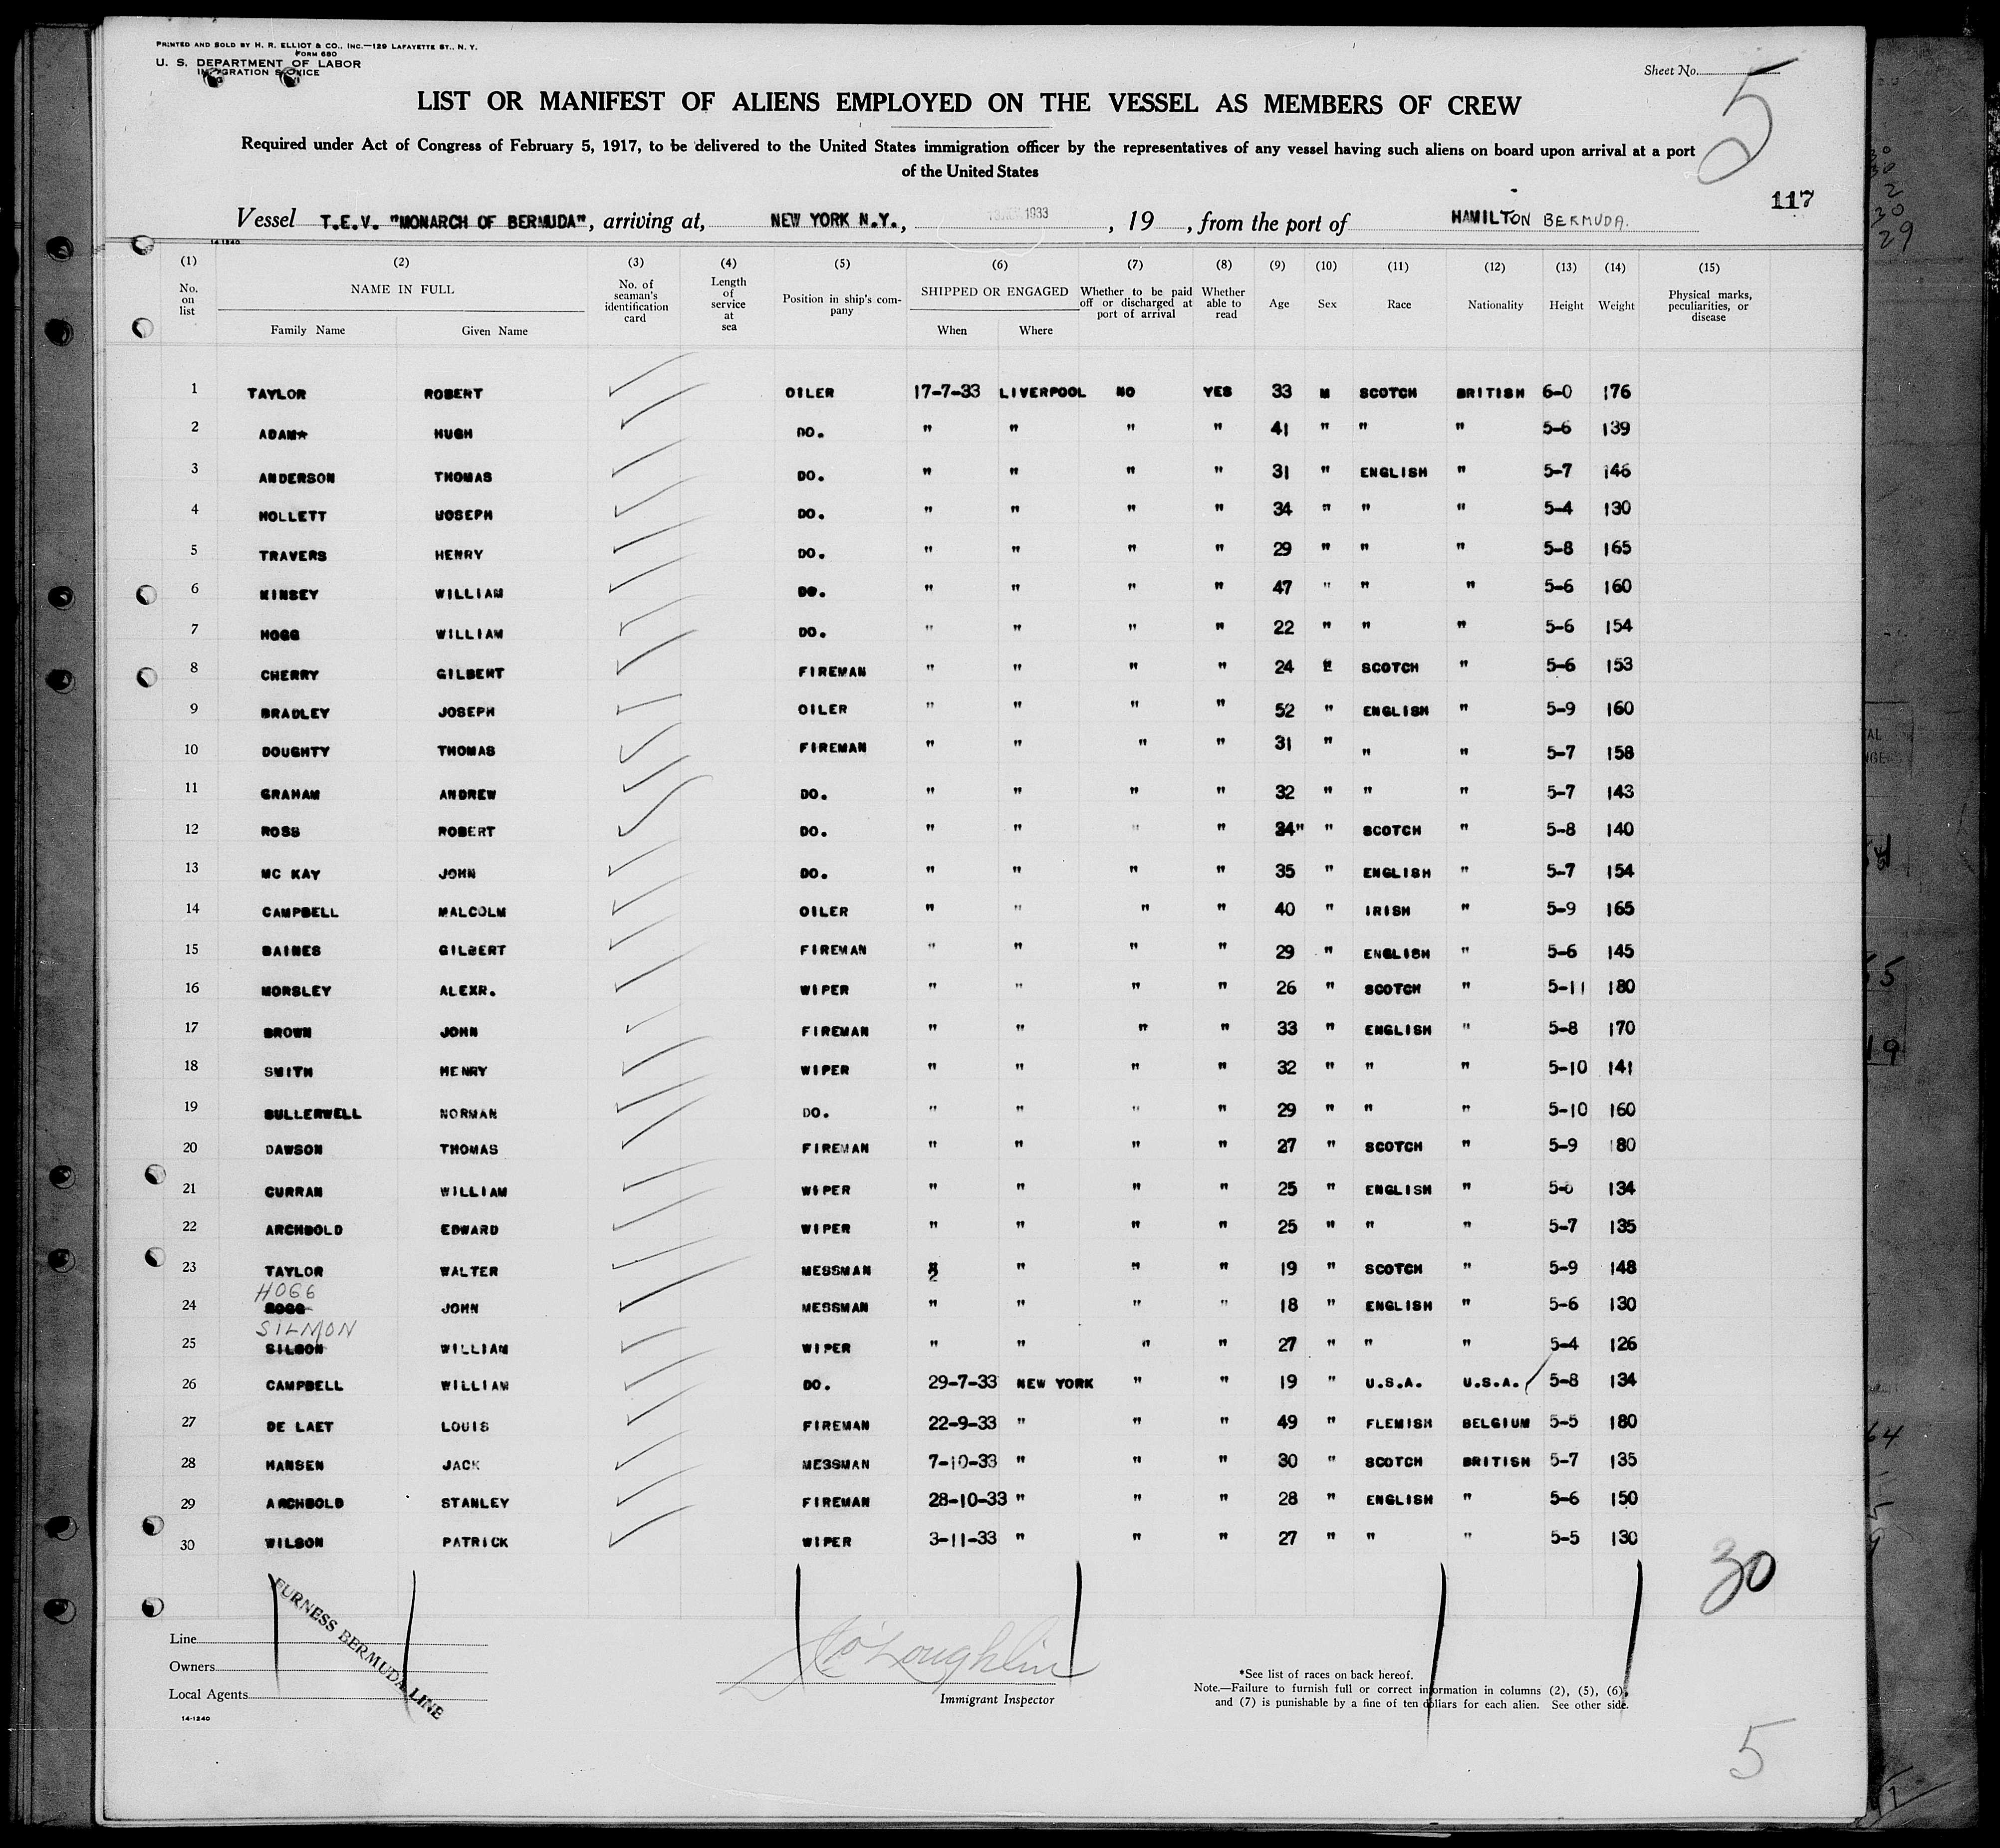 PRINTED AND SOLD BY H. R. ELLIOT & CO., INC.—129 LAFAYETTE ST., N. Y.
FORM 680
U. S. DEPARTMENT OF LABOR
IMMIGRATION SERVICE
Sheet No. 5
LIST OR MANIFEST OF ALIENS EMPLOYED ON THE VESSEL AS MEMBERS OF CREW
Required under Act of Congress of February 5, 1917, to be delivered to the United States immigration officer by the representatives of any vessel having such aliens on board upon arrival at a port
of the United States
117
Vessel T.E.V. "MONARCH OF BERMUDA", arriving at, NEW YORK N.Y., 1933, 19 , from the port of HAMILTON BERMUDA.
14-1240
(1) (2) (3) (4) (5) (6) (7) (8) (9) (10) (11) (12) (13) (14) (15)
No. on list NAME IN FULL Family Name Given Name No. of seaman's identification card Length of service at sea Position in ship's company SHIPPED OR ENGAGED When Where Whether to be paid off or discharged at port of arrival Whether able to read Age Sex Race Nationality Height Weight Physical marks, peculiarities, or disease
1 TAYLOR ROBERT OILER 17-7-33 LIVERPOOL NO YES 33 M SCOTCH BRITISH 6-0 176
2 ADAM HUGH DO. " " " " 41 " " " 5-6 139
3 ANDERSON THOMAS DO. " " " " 31 " ENGLISH " 5-7 146
4 HOLLETT JOSEPH DO. " " " " 34 " " " 5-4 130
5 TRAVERS HENRY DO. " " " " 29 " " " 5-8 165
6 KINSEY WILLIAM DO. " " " " 47 " " " 5-6 160
7 HOGG WILLIAM DO. " " " " 22 " " " 5-6 154
8 CHERRY GILBERT FIREMAN " " " " 24 SCOTCH " 5-6 153
9 BRADLEY JOSEPH OILER " " " " 52 " ENGLISH " 5-9 160
10 DOUGHTY THOMAS FIREMAN " " " " 31 " " " 5-7 158
11 GRAHAM ANDREW DO. " " " " 32 " " " 5-7 143
12 ROSS ROBERT DO. " " " " 34" " SCOTCH " 5-8 140
13 MC KAY JOHN DO. " " " " 35 " ENGLISH " 5-7 154
14 CAMPBELL MALCOLM OILER " " " " 40 " IRISH " 5-9 165
15 BAINES GILBERT FIREMAN " " " " 29 " ENGLISH " 5-6 145
16 HORSLEY ALEXR. WIPER " " " " 26 " SCOTCH " 5-11 180
17 BROWN JOHN FIREMAN " " " " 33 " ENGLISH " 5-8 170
18 SMITH HENRY WIPER " " " " 32 " " " 5-10 141
19 BULLERWELL NORMAN DO. " " " " 29 " " " 5-10 160
20 DAWSON THOMAS FIREMAN " " " " 27 " SCOTCH " 5-9 180
21 CURRAN WILLIAM WIPER " " " " 25 " ENGLISH " 134
22 ARCHBOLD EDWARD WIPER " " " " 25 " " " 5-7 135
23 TAYLOR WALTER MESSMAN " " " 19 " SCOTCH " 5-9 148
HOGG
24 HOGG JOHN MESSMAN " " " " 18 " ENGLISH " 5-6 130
SILMON
25 WILLIAM WIPER " " " " 27 " " " 5-4 126
26 CAMPBELL WILLIAM DO. 29-7-33 NEW YORK " " 19 " U.S.A. U.S.A. 5-8 134
27 DE LAET LOUIS FIREMAN 22-9-33 " " " 49 " FLEMISH BELGIUM 5-5 180
28 HANSEN JACK MESSMAN 7-10-33 " " " 30 " SCOTCH BRITISH 5-7 135
29 ARCHBOLD STANLEY FIREMAN 28-10-33 " " " 28 " ENGLISH " 5-6 150
30 WILSON PATRICK WIPER 3-11-33 " " " 27 " " " 5-5 130
30
FURNESS BERMUDA LINE
Line
Owners
Local Agents
14-1240
O'Loughlin
Immigrant Inspector
*See list of races on back hereof.
Note.—Failure to furnish full or correct information in columns (2), (5), (6),
and (7) is punishable by a fine of ten dollars for each alien. See other side.
5